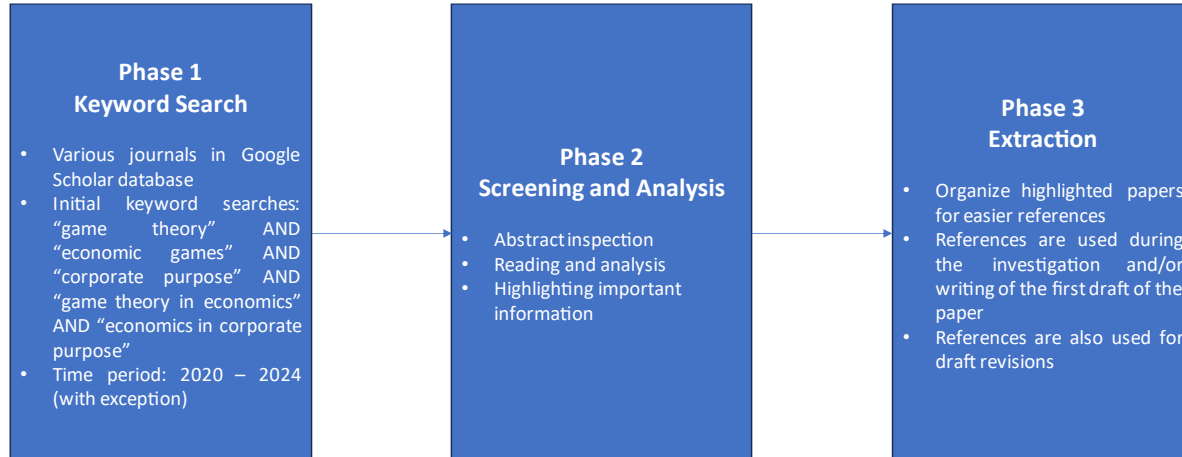 Phase 1
Keyword Search
• Various journals in Google
Scholar database
• Initial keyword searches:
“game theory” AND
“economic games” AND
“corporate purpose” AND
“game theory in economics”
AND “economics in corporate
purpose”
• Time period: 2020 – 2024
(with exception)
Phase 2
Screening and Analysis
• Abstract inspection
• Reading and analysis
• Highlighting important
information
Phase 3
Extraction
• Organize highlighted papers
for easier references
• References are used during
the investigation and/or
writing of the first draft of the
paper
• References are also used for
draft revisions